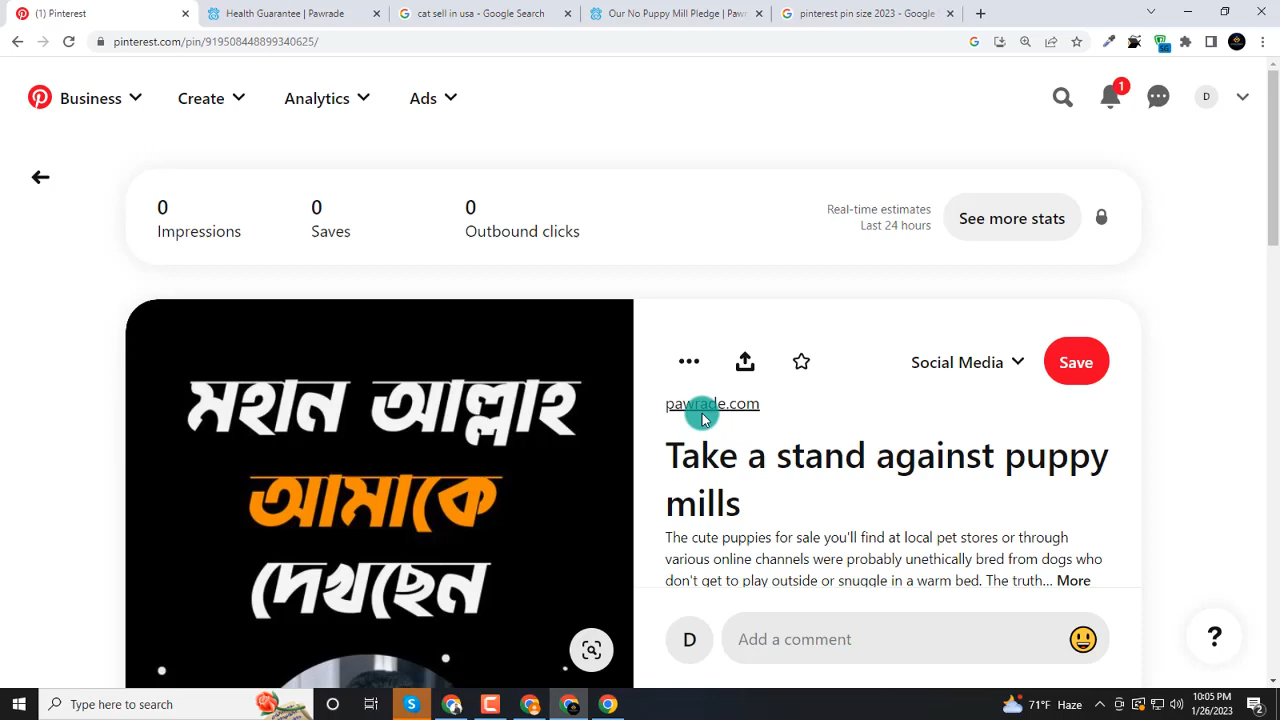 (1) Pinterest
Health Guarantee | Pawrade
cat sell in usa - Google Search
Our No Puppy Mill Pledge | Pawr
pinterest pin size 2023 - Google
pinterest.com/pin/919508448899340625/
Business Create Analytics Ads
1
D
0 0 0
Impressions Saves Outbound clicks
Real-time estimates
Last 24 hours
See more stats
Social Media
Save
pawrade.com
মহান আল্লাহ
আমাকে
দেখছেন
Take a stand against puppy
mills
The cute puppies for sale you'll find at local pet stores or through
various online channels were probably unethically bred from dogs who
don't get to play outside or snuggle in a warm bed. The truth... More
D
Add a comment
?
Type here to search
71°F Haze
10:05 PM
1/26/2023
2